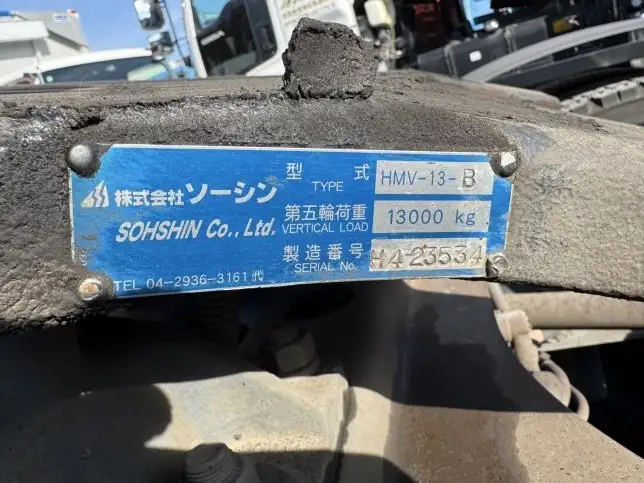 株式会社 ソーシン
SOHSHIN Co., Ltd.
TEL 04-2936-3161 代
型 式 HMV-13-B
TYPE
第五輪荷重 13000 kg
VERTICAL LOAD
製造番号 H4-23534
SERIAL No.